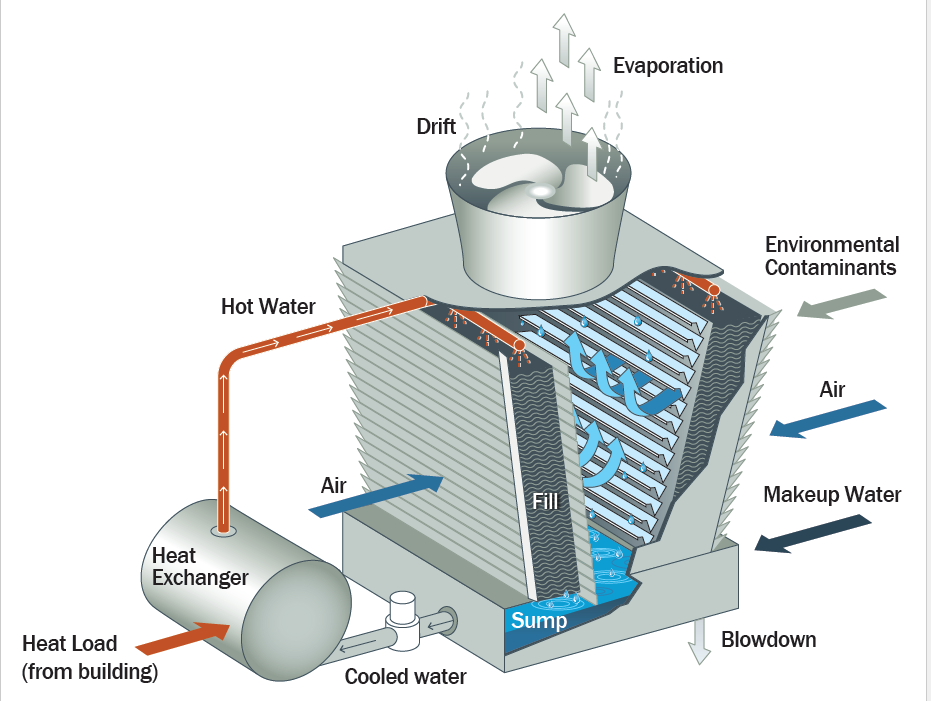 Evaporation
Drift
Environmental
Contaminants
Hot Water
Air
Air
Makeup Water
Fill
Heat
Exchanger
Sump
Heat Load
(from building)
Blowdown
Cooled water